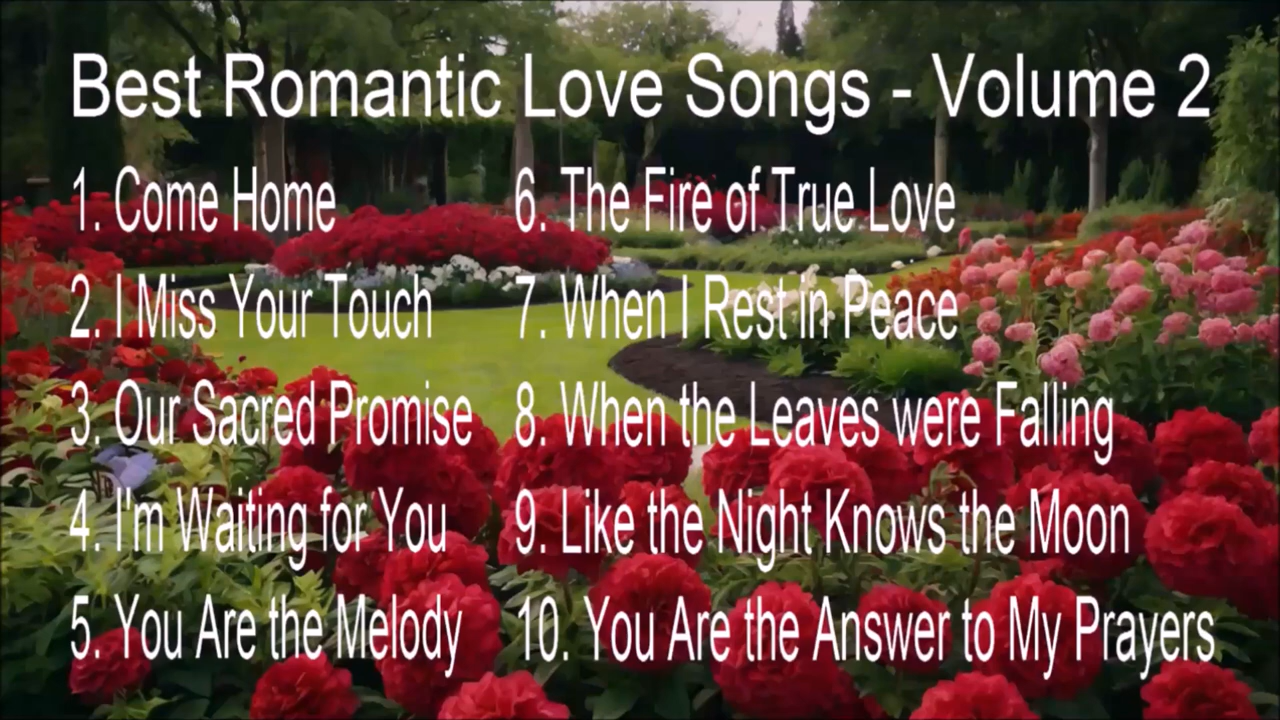 Best Romantic Love Songs - Volume 2
1. Come Home
2. I Miss Your Touch
3. Our Sacred Promise
4. I'm Waiting for You
5. You Are the Melody
6. The Fire of True Love
7. When I Rest in Peace
8. When the Leaves were Falling
9. Like the Night Knows the Moon
10. You Are the Answer to My Prayers